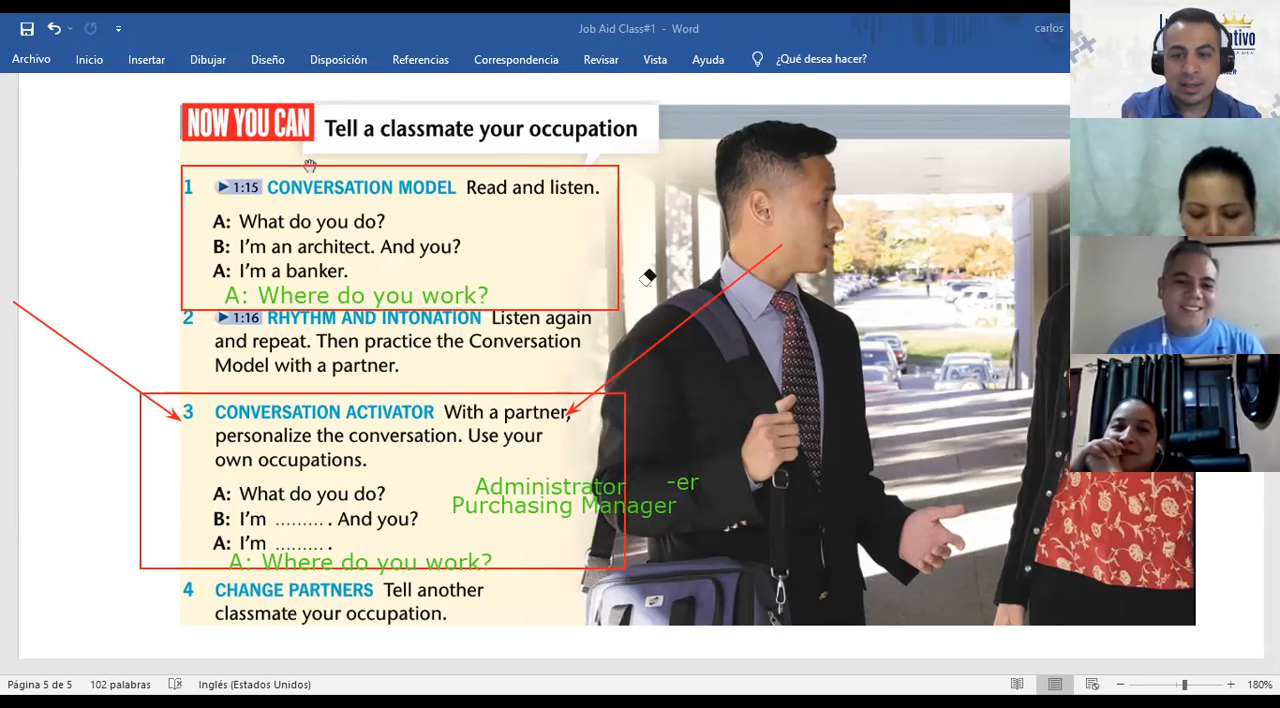 Job Aid Class#1 - Word
carlos
Archivo Inicio Insertar Dibujar Diseño Disposición Referencias Correspondencia Revisar Vista Ayuda ¿Qué desea hacer?
NOW YOU CAN Tell a classmate your occupation
1 1:15 CONVERSATION MODEL Read and listen.
A: What do you do?
B: I'm an architect. And you?
A: I'm a banker.
A: Where do you work?
2 1:16 RHYTHM AND INTONATION Listen again
and repeat. Then practice the Conversation
Model with a partner.
3 CONVERSATION ACTIVATOR With a partner,
personalize the conversation. Use your
own occupations.
A: What do you do?
Administrator -er
Purchasing Manager
B: I'm ......... . And you?
A: I'm ......... .
A: Where do you work?
4 CHANGE PARTNERS Tell another
classmate your occupation.
Página 5 de 5 102 palabras Inglés (Estados Unidos) 180%